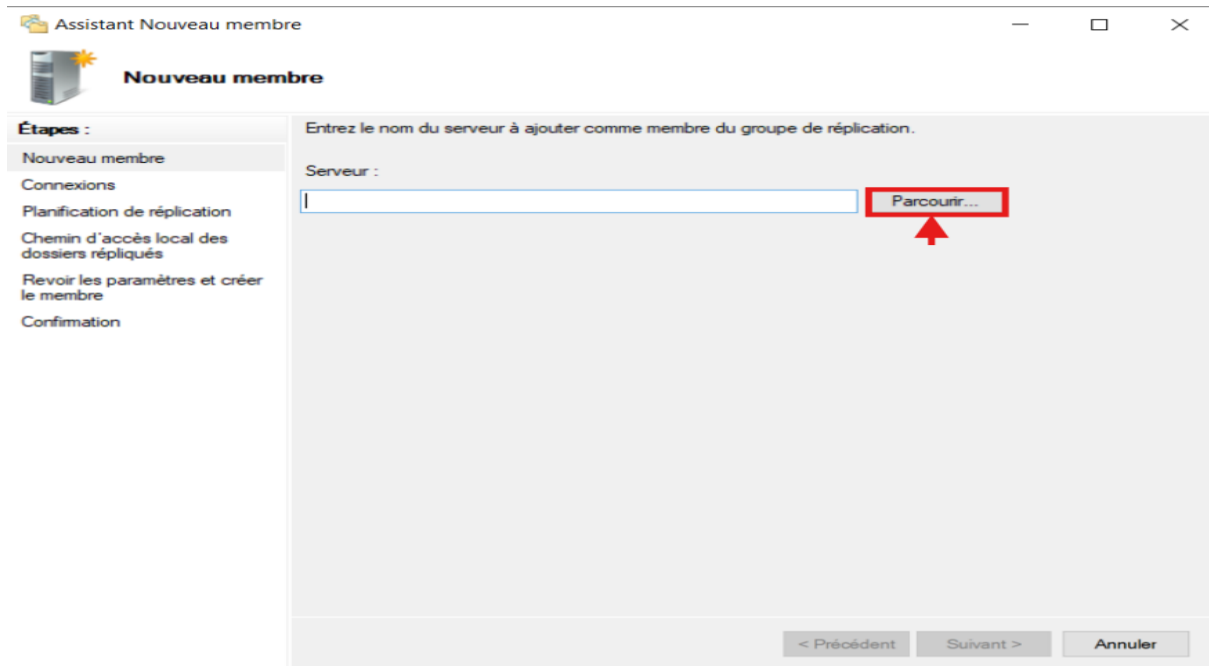 Assistant Nouveau membre
Nouveau membre
Étapes :
Nouveau membre
Connexions
Planification de réplication
Chemin d'accès local des
dossiers répliqués
Revoir les paramètres et créer
le membre
Confirmation
Entrez le nom du serveur à ajouter comme membre du groupe de réplication.
Serveur :
Parcourir...
< Précédent
Suivant >
Annuler